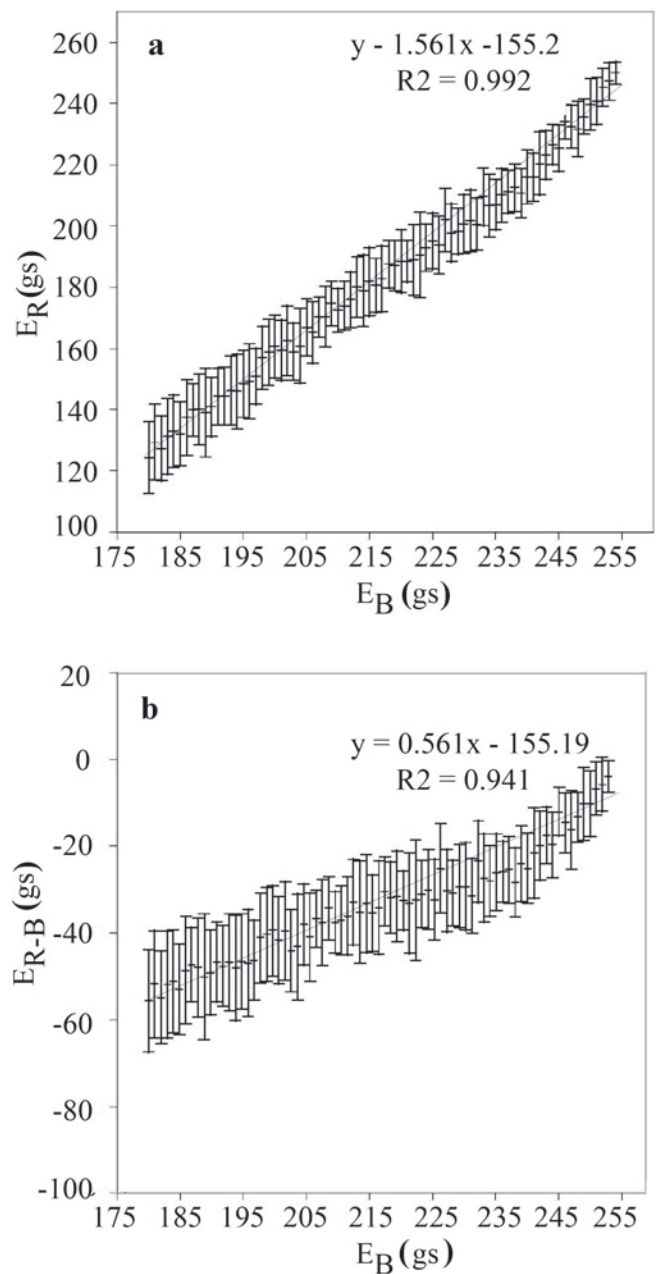 a
y - 1.561x -155.2
R2 = 0.992
260
240
220
200
180
160
140
120
100
E_R(gs)
175 185 195 205 215 225 235 245 255
E_B (gs)
b
y = 0.561x - 155.19
R2 = 0.941
20
0
-20
-40
-60
-80
-100
E_R-B (gs)
175 185 195 205 215 225 235 245 255
E_B (gs)